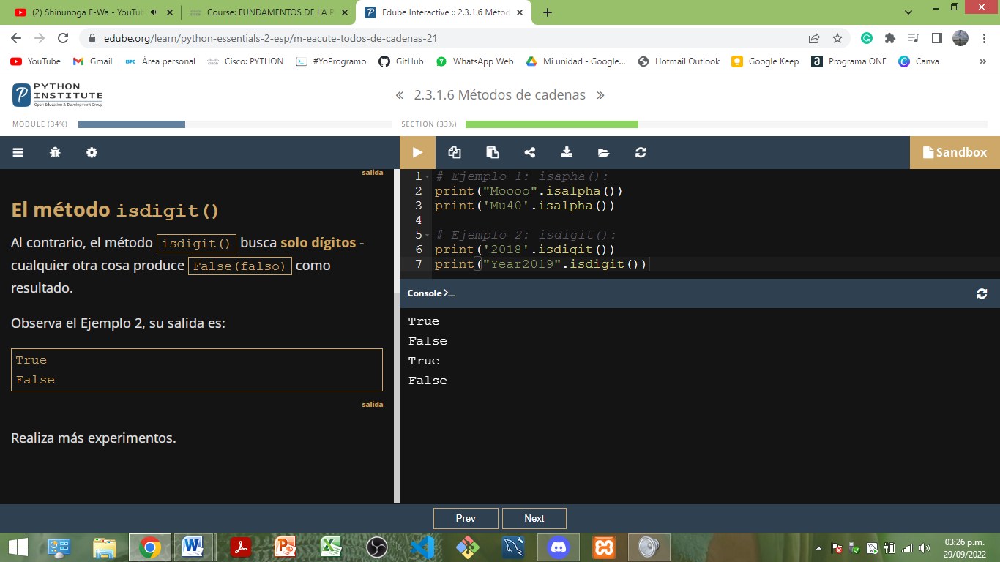 (2) Shinunoga E-Wa - YouTu
Course: FUNDAMENTOS DE LA P
Edube Interactive :: 2.3.1.6 Métod
edube.org/learn/python-essentials-2-esp/m-eacute-todos-de-cadenas-21
YouTube Gmail Área personal Cisco: PYTHON #YoProgramo GitHub WhatsApp Web Mi unidad - Google... Hotmail Outlook Google Keep Programa ONE Canva »
PYTHON
INSTITUTE
Open Education & Development Group
« 2.3.1.6 Métodos de cadenas »
MODULE (34%)
SECTION (33%)
Sandbox
salida
El método isdigit()
Al contrario, el método isdigit() busca solo dígitos -
cualquier otra cosa produce False(falso) como
resultado.
Observa el Ejemplo 2, su salida es:
True
False
salida
Realiza más experimentos.
1 # Ejemplo 1: isapha():
2 print("Moooo".isalpha())
3 print('Mu40'.isalpha())
4
5 # Ejemplo 2: isdigit():
6 print('2018'.isdigit())
7 print("Year2019".isdigit())
Console
True
False
True
False
Prev Next
03:26 p.m.
29/09/2022